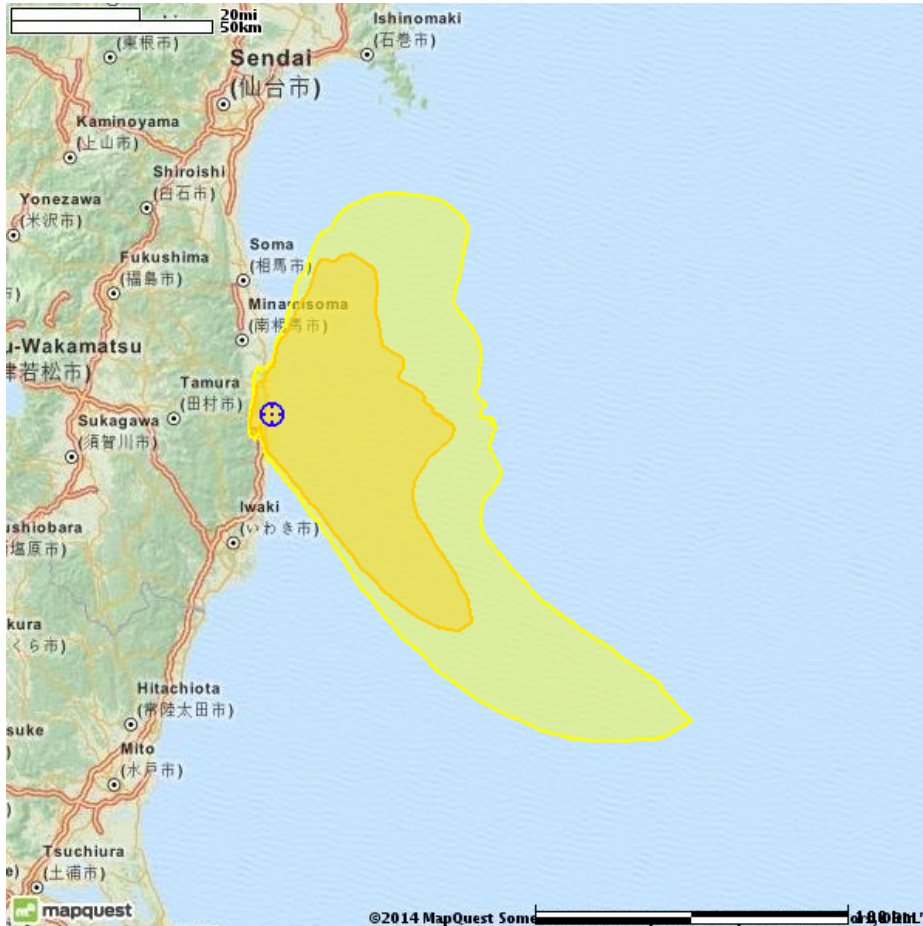 20mi
50km
Ishinomaki
(石巻市)
(東根市)
Sendai
(仙台市)
Kaminoyama
(上山市)
Shiroishi
(白石市)
Yonezawa
(米沢市)
Soma
(相馬市)
Fukushima
(福島市)
市)
Minamisoma
(南相馬市)
u-Wakamatsu
津若松市)
Tamura
(田村市)
Sukagawa
(須賀川市)
Iwaki
(いわき市)
ushiobara
塩原市)
kura
くら市)
Hitachiota
(常陸太田市)
suke
)
Mito
(水戸市)
)
Tsuchiura
e) (土浦市)
mapquest
©2014 MapQuest Some